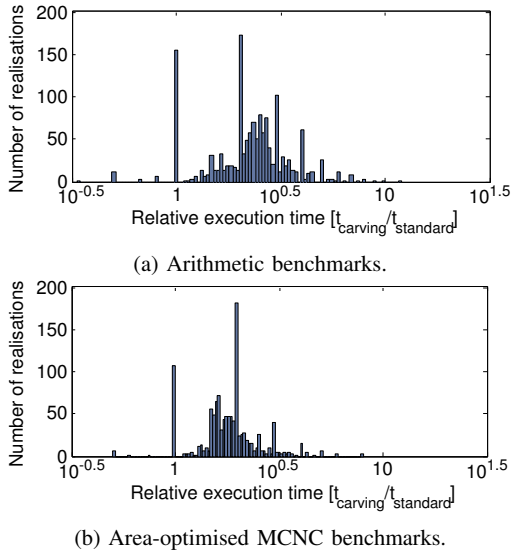 200
150
100
50
0
Number of realisations
10^-0.5 1 10^0.5 10 10^1.5
Relative execution time [t_carving/t_standard]
(a) Arithmetic benchmarks.
200
150
100
50
0
Number of realisations
10^-0.5 1 10^0.5 10 10^1.5
Relative execution time [t_carving/t_standard]
(b) Area-optimised MCNC benchmarks.